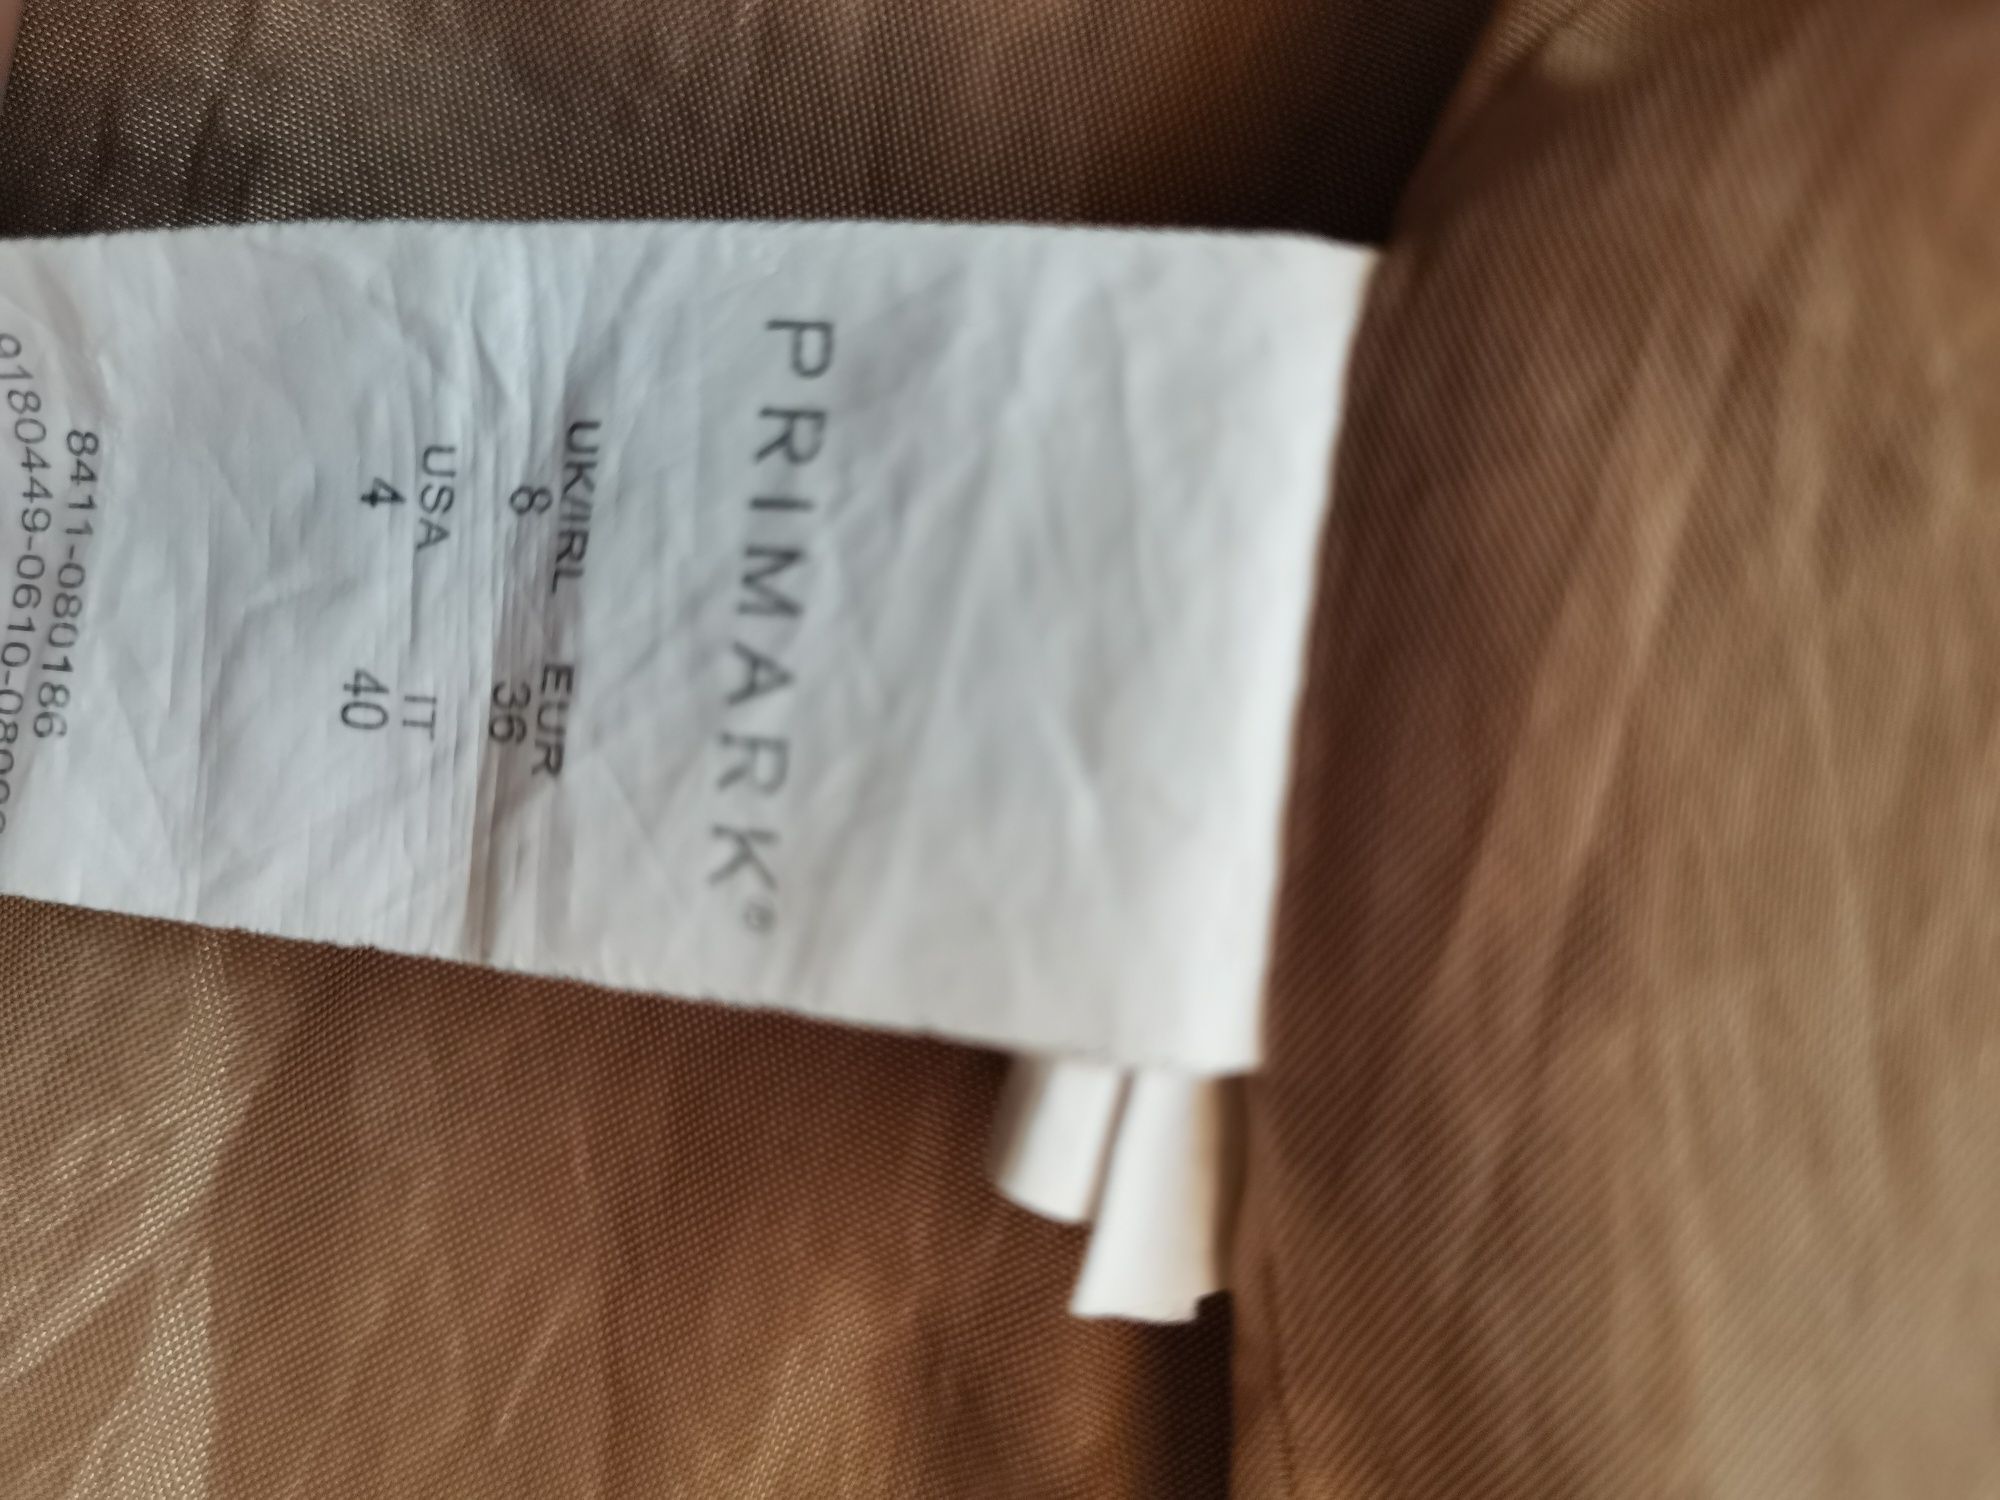 PRIMARK®
UK/IRL EUR
8 36
USA IT
4 40
8411-080186